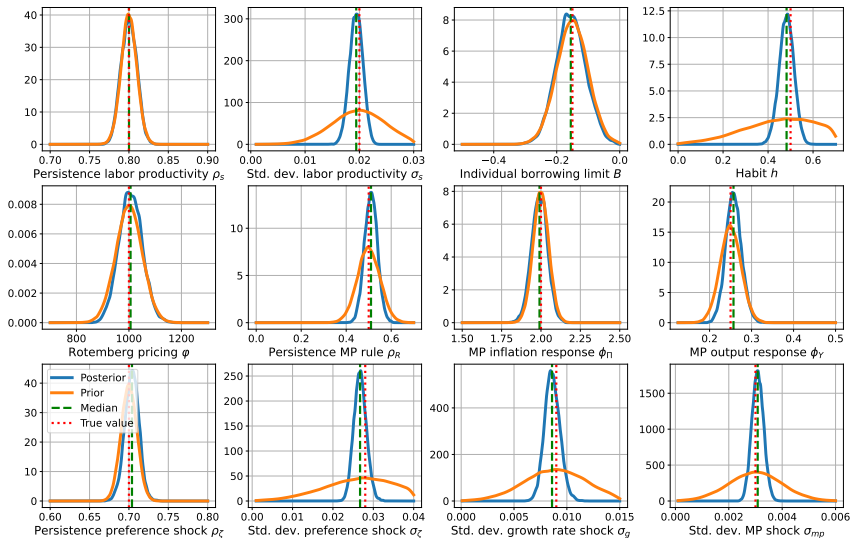 40
30
20
10
0
0.70 0.75 0.80 0.85 0.90
Persistence labor productivity ρs
300
200
100
0
0.00 0.01 0.02 0.03
Std. dev. labor productivity σs
8
6
4
2
0
−0.4 −0.2 0.0
Individual borrowing limit B
12.5
10.0
7.5
5.0
2.5
0.0
0.0 0.2 0.4 0.6
Habit h
0.008
0.006
0.004
0.002
0.000
800 1000 1200
Rotemberg pricing φ
10
5
0
0.0 0.2 0.4 0.6
Persistence MP rule ρR
8
6
4
2
0
1.50 1.75 2.00 2.25 2.50
MP inflation response ϕΠ
20
15
10
5
0
0.2 0.3 0.4 0.5
MP output response ϕY
40
30
20
10
0
Posterior
Prior
Median
True value
0.60 0.65 0.70 0.75 0.80
Persistence preference shock ρζ
250
200
150
100
50
0
0.00 0.01 0.02 0.03 0.04
Std. dev. preference shock σζ
400
200
0
0.000 0.005 0.010 0.015
Std. dev. growth rate shock σg
1500
1000
500
0
0.000 0.002 0.004 0.006
Std. dev. MP shock σmp